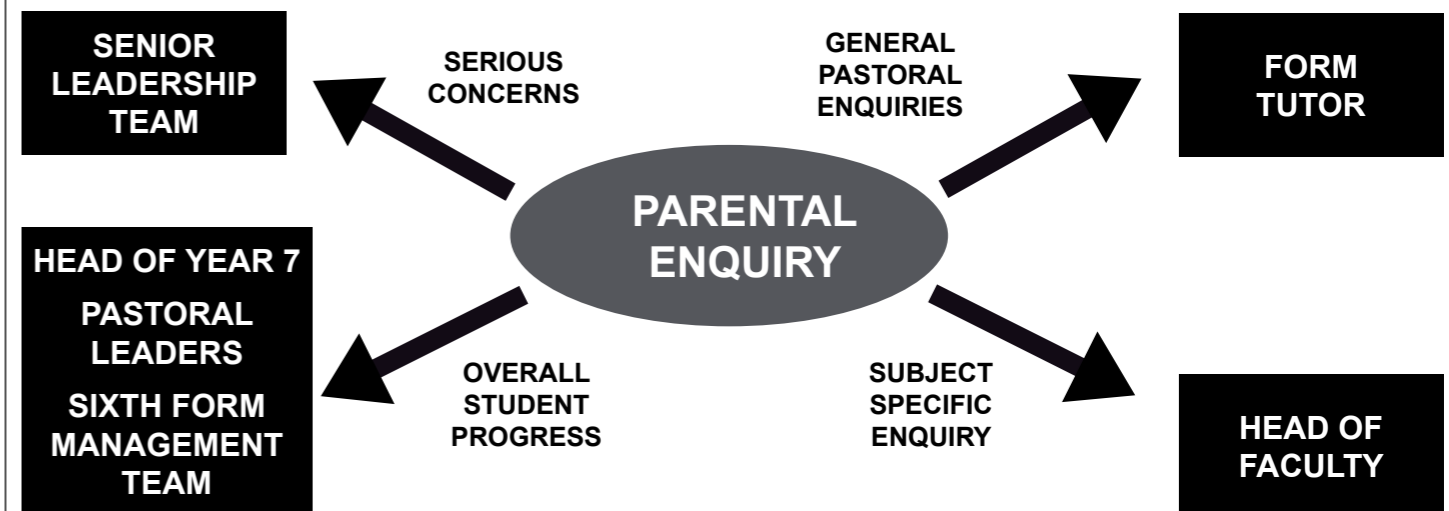 SENIOR
LEADERSHIP
TEAM
SERIOUS
CONCERNS
GENERAL
PASTORAL
ENQUIRIES
FORM
TUTOR
PARENTAL
ENQUIRY
HEAD OF YEAR 7
PASTORAL
LEADERS
SIXTH FORM
MANAGEMENT
TEAM
OVERALL
STUDENT
PROGRESS
SUBJECT
SPECIFIC
ENQUIRY
HEAD OF
FACULTY